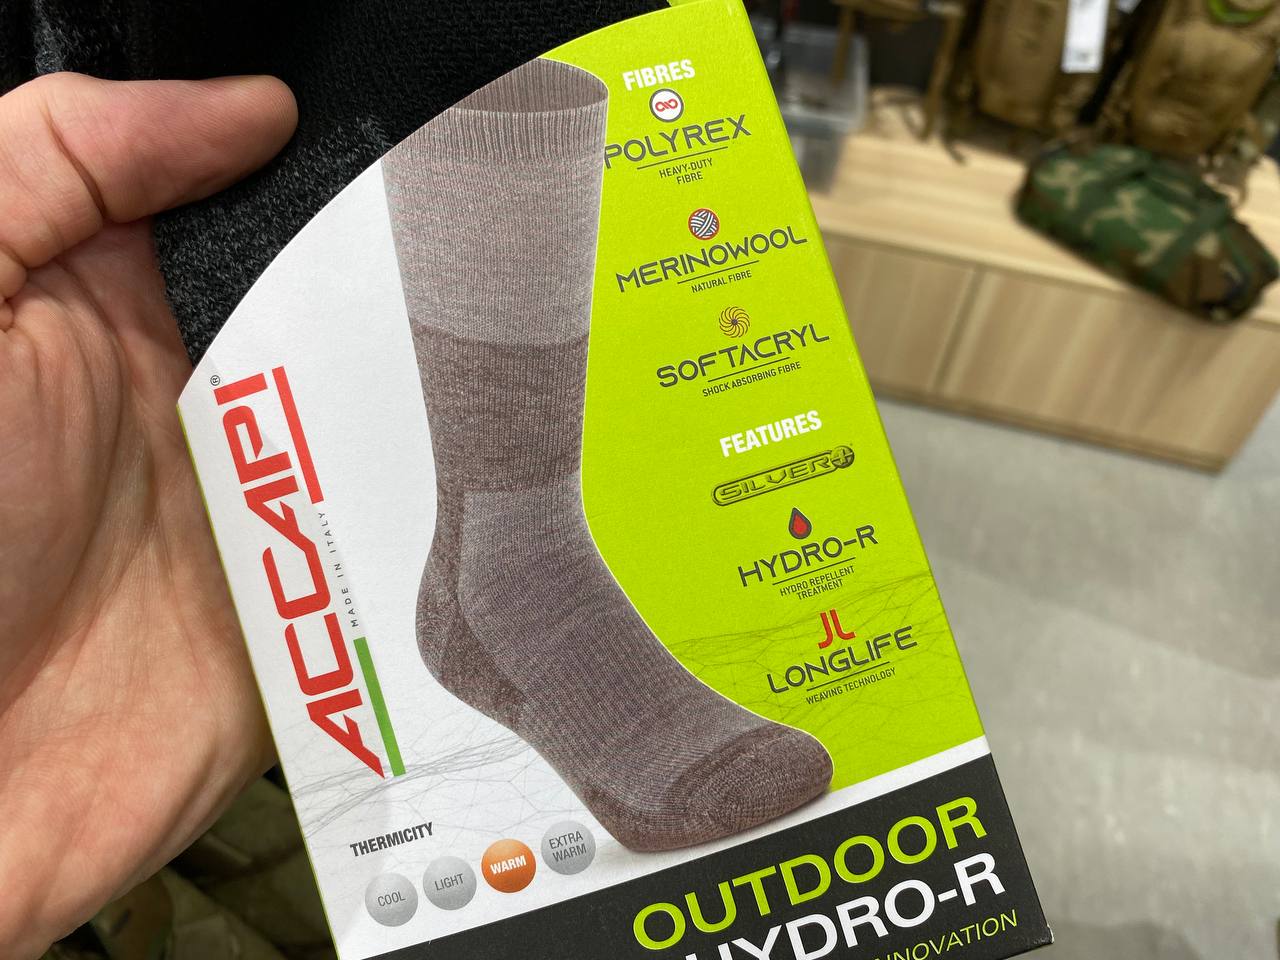 FIBRES
POLYREX
HEAVY-DUTY
FIBRE
MERINOWOOL
NATURAL FIBRE
SOFTACRYL
SHOCK ABSORBING FIBRE
FEATURES
SILVER+
HYDRO-R
HYDRO REPELLENT
TREATMENT
LONGLIFE
WEAVING TECHNOLOGY
ACCAPI®
MADE IN ITALY
THERMICITY
COOL
LIGHT
WARM
EXTRA
WARM
OUTDOOR
HYDRO-R
INNOVATION